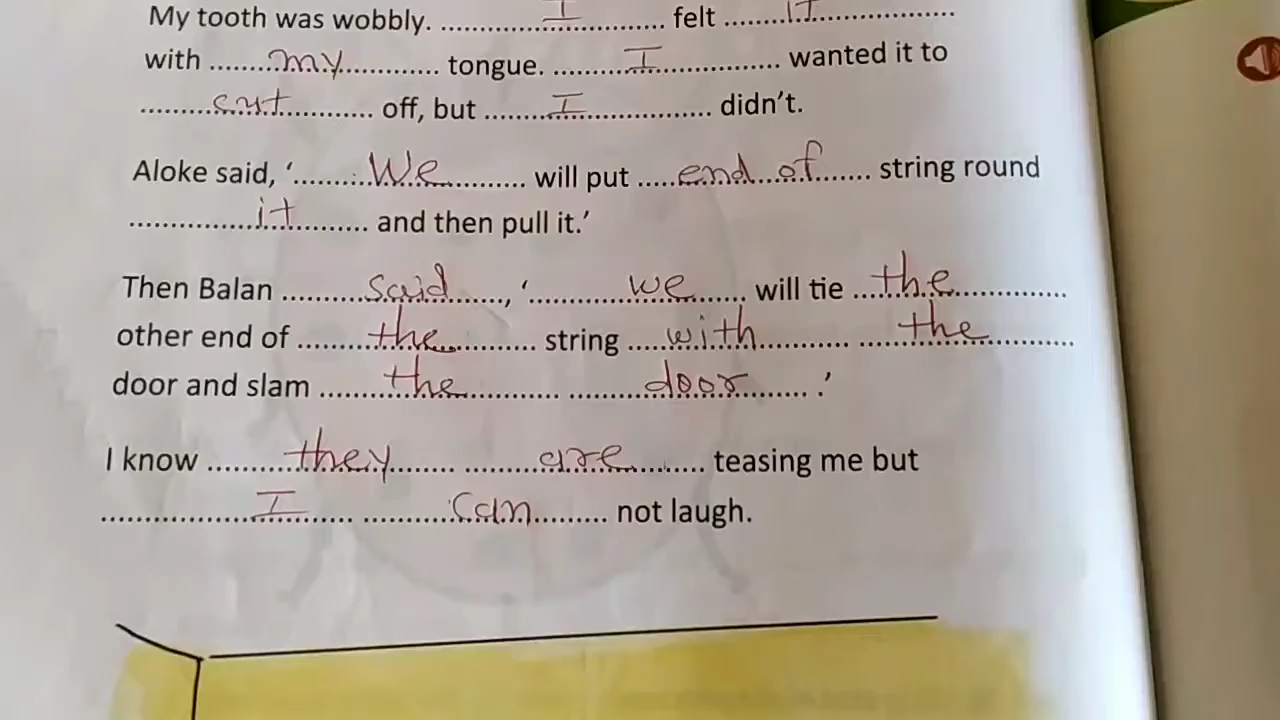 My tooth was wobbly. ..........I.......... felt ..........it..........
with ..........my.......... tongue. ..........I.......... wanted it to
..........cut.......... off, but ..........I.......... didn't.
Aloke said, '..........We.......... will put .....end of..... string round
..........it.......... and then pull it.'
Then Balan ..........said.........., '..........we.......... will tie ..........the..........
other end of ..........the.......... string ..........with.......... ..........the..........
door and slam ..........the.......... ..........door.......... .'
I know ..........they.......... ..........are.......... teasing me but
..........I.......... ..........can.......... not laugh.